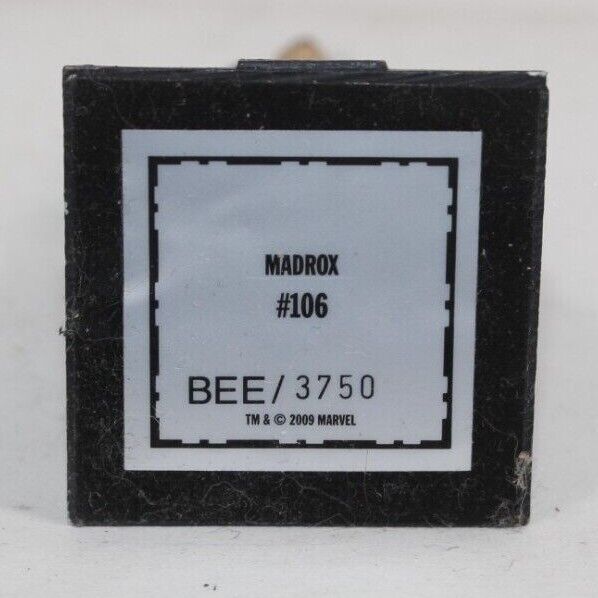 MADROX
#106
BEE/3750
TM & © 2009 MARVEL